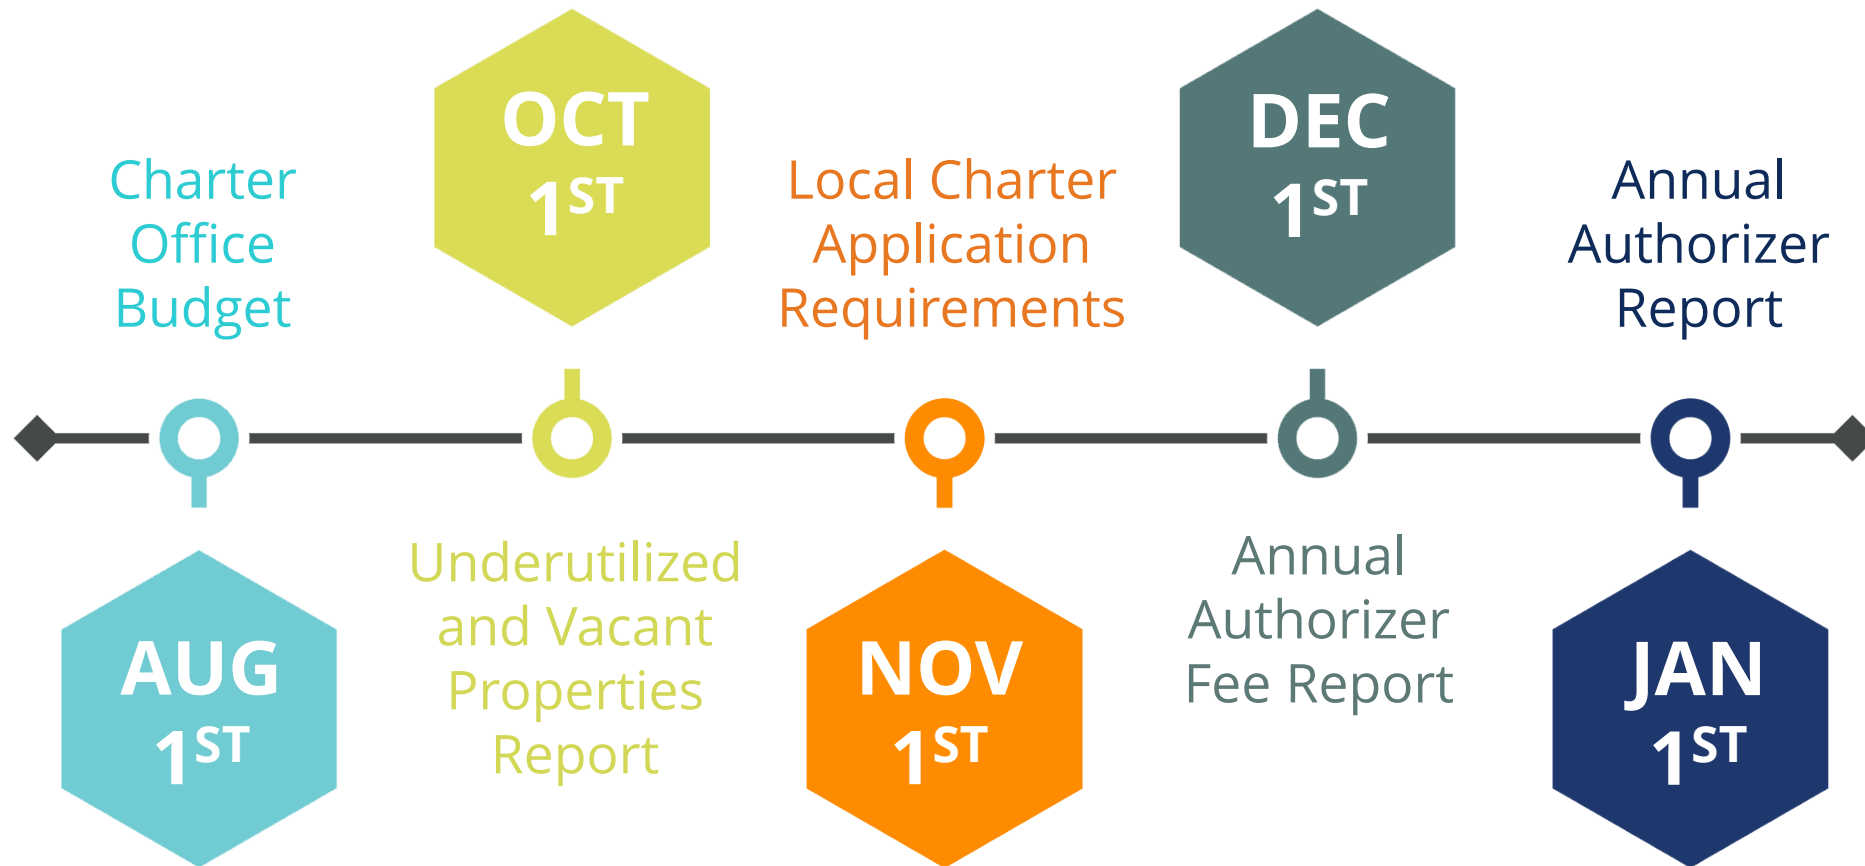 Charter
Office
Budget
AUG
1ST
OCT
1ST
Underutilized
and Vacant
Properties
Report
Local Charter
Application
Requirements
NOV
1ST
DEC
1ST
Annual
Authorizer
Fee Report
Annual
Authorizer
Report
JAN
1ST